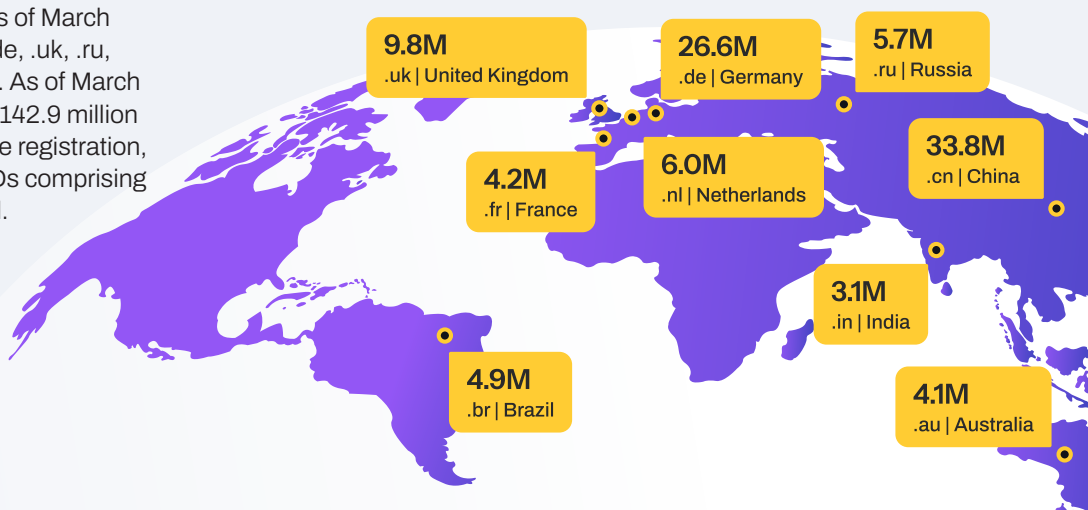 s of March
de, .uk, .ru,
. As of March
142.9 million
e registration,
Ds comprising
l.
9.8M
.uk | United Kingdom
26.6M
.de | Germany
5.7M
.ru | Russia
33.8M
.cn | China
4.2M
.fr | France
6.0M
.nl | Netherlands
3.1M
.in | India
4.9M
.br | Brazil
4.1M
.au | Australia